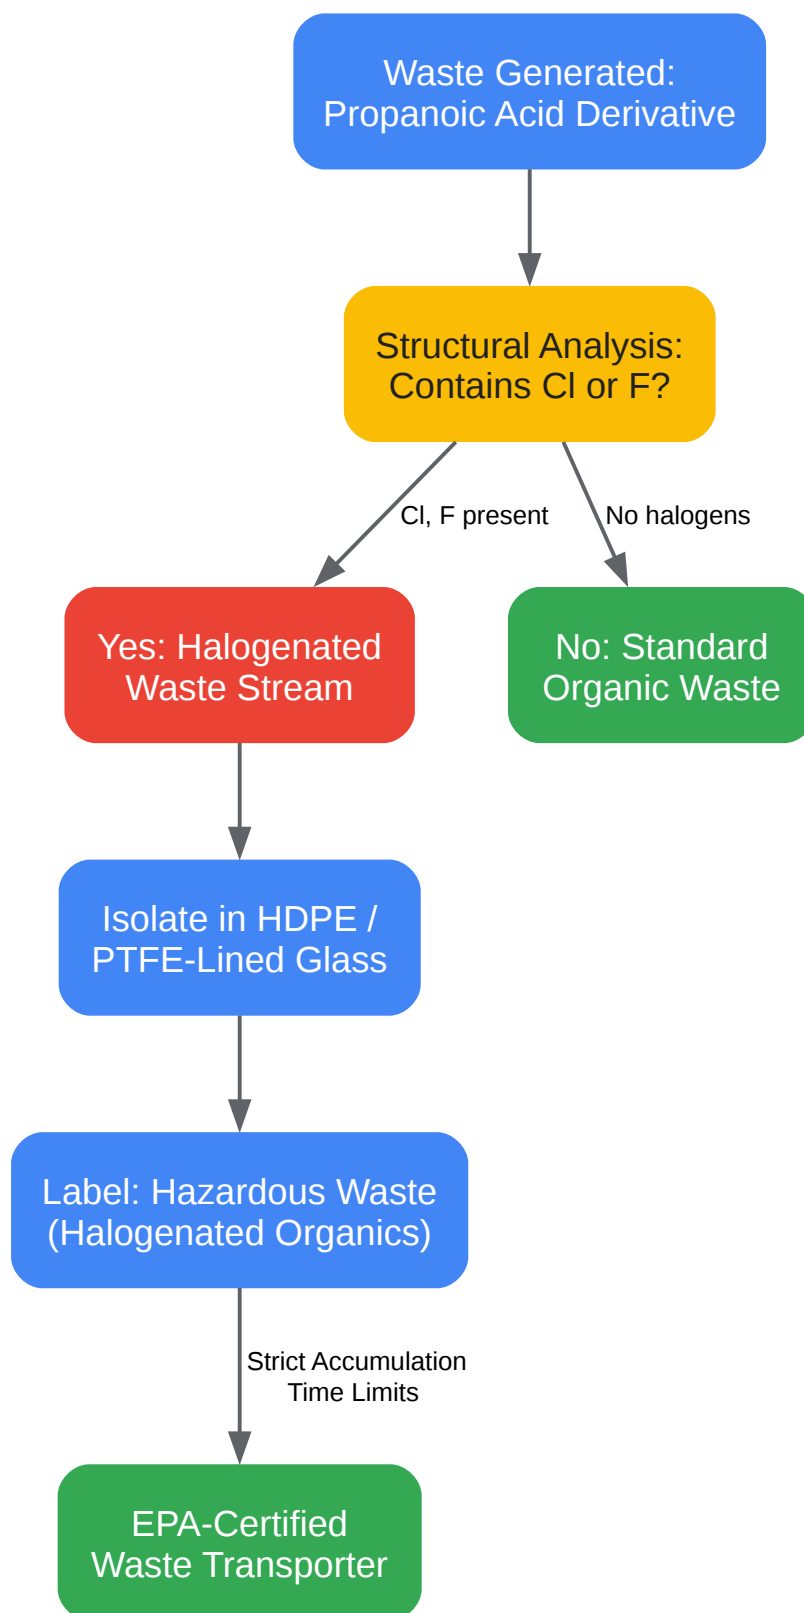 Waste Generated:
Propanoic Acid Derivative
Structural Analysis:
Contains Cl or F?
Cl, F present
No halogens
Yes: Halogenated
Waste Stream
No: Standard
Organic Waste
Isolate in HDPE /
PTFE-Lined Glass
Label: Hazardous Waste
(Halogenated Organics)
Strict Accumulation
Time Limits
EPA-Certified
Waste Transporter